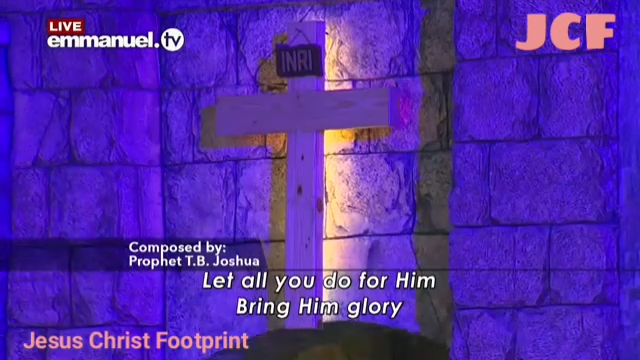 LIVE
emmanuel.tv
JCF
INRI
Composed by:
Prophet T.B. Joshua
Let all you do for Him
Bring Him glory
Jesus Christ Footprint